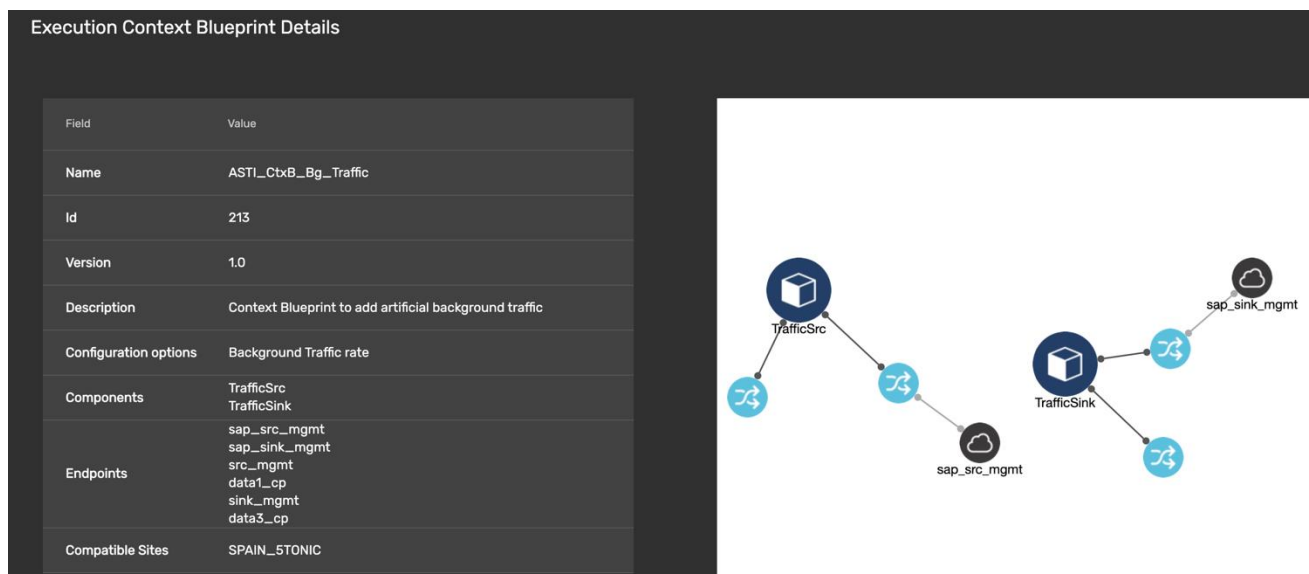 Execution Context Blueprint Details
Field Value
Name ASTI_CtxB_Bg_Traffic
Id 213
Version 1.0
Description Context Blueprint to add artificial background traffic
Configuration options Background Traffic rate
Components TrafficSrc
TrafficSink
Endpoints sap_src_mgmt
sap_sink_mgmt
src_mgmt
data1_cp
sink_mgmt
data3_cp
Compatible Sites SPAIN_5TONIC
TrafficSrc
sap_src_mgmt
sap_sink_mgmt
TrafficSink